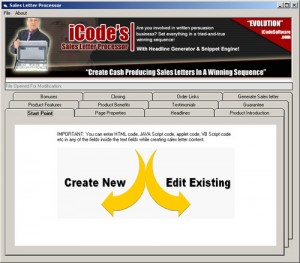 Sales Letter Processor
File About
iCode's
Sales Letter Processor
Are you involved in written persuasion
business? Set everything in a tried-and-true
winning sequence!
With Headline Generator & Snippet Engine!
"EVOLUTION"
iCodeSoftware
.com
"Create Cash Producing Sales Letters In A Winning Sequence"
File Opened For Modification
Bonuses Closing Order Links Generate Sales letter
Product Features Product Benefits Testimonials Guarantee
Start Point Page Properties Headlines Product Introduction
IMPORTANT: You can enter HTML code, JAVA Script code, applet code, VB Script code
etc in any of the fields inside the text fields while creating sales letter content.
Create New Edit Existing